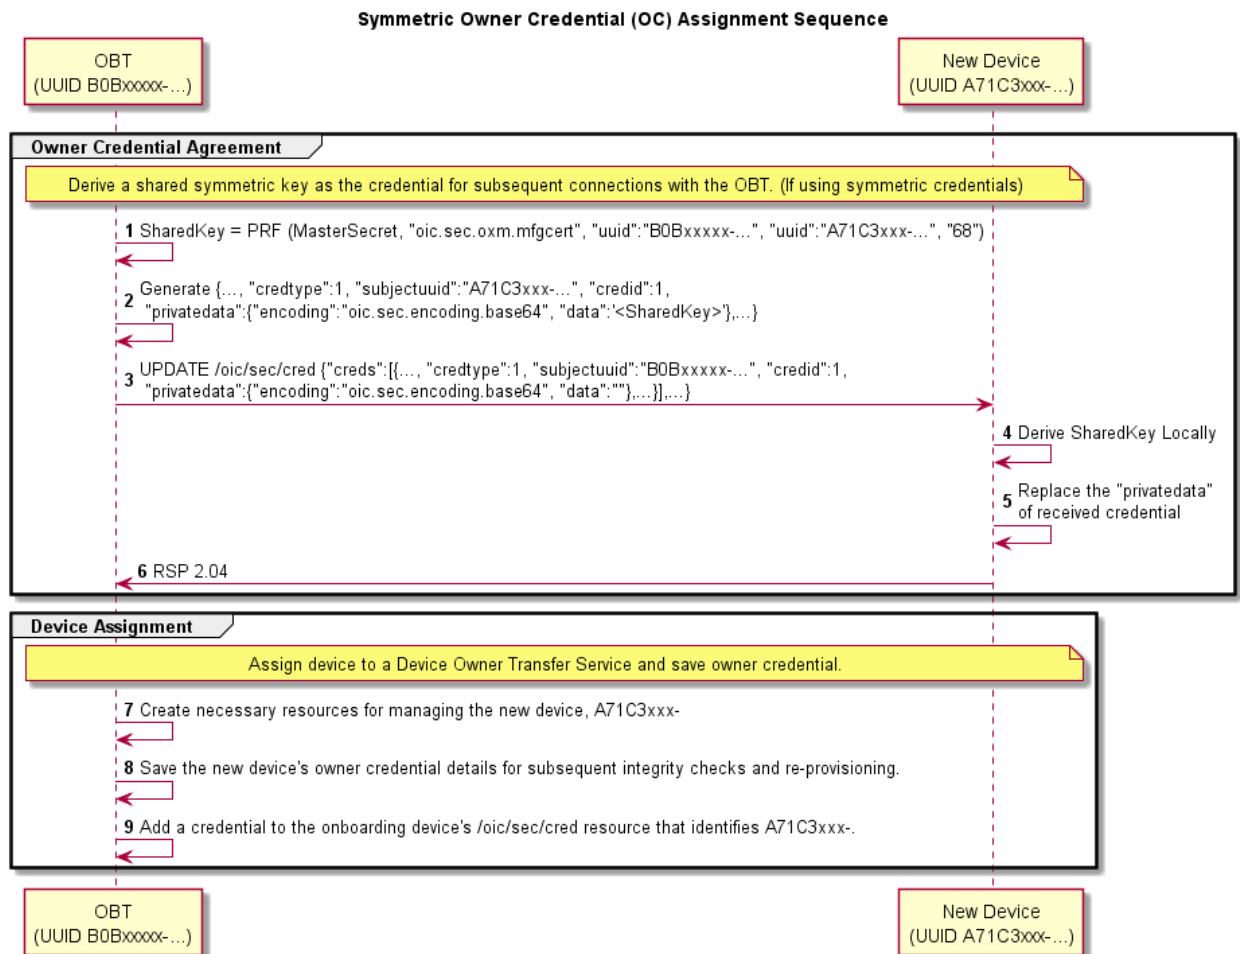 Symmetric Owner Credential (OC) Assignment Sequence
OBT
(UUID B0Bxxxxx-...)
New Device
(UUID A71C3xxx-...)
Owner Credential Agreement
Derive a shared symmetric key as the credential for subsequent connections with the OBT. (If using symmetric credentials)
1 SharedKey = PRF (MasterSecret, "oic.sec.oxm.mfgcert", "uuid":"B0Bxxxxx-...", "uuid":"A71C3xxx-...", "68")
2 Generate {..., "credtype":1, "subjectuuid":"A71C3xxx-...", "credid":1,
"privatedata":{"encoding":"oic.sec.encoding.base64", "data":'<SharedKey>'},...}
3 UPDATE /oic/sec/cred {"creds":[{..., "credtype":1, "subjectuuid":"B0Bxxxxx-...", "credid":1,
"privatedata":{"encoding":"oic.sec.encoding.base64", "data":""},...}],...}
4 Derive SharedKey Locally
5 Replace the "privatedata"
of received credential
6 RSP 2.04
Device Assignment
Assign device to a Device Owner Transfer Service and save owner credential.
7 Create necessary resources for managing the new device, A71C3xxx-
8 Save the new device's owner credential details for subsequent integrity checks and re-provisioning.
9 Add a credential to the onboarding device's /oic/sec/cred resource that identifies A71C3xxx-.
OBT
(UUID B0Bxxxxx-...)
New Device
(UUID A71C3xxx-...)